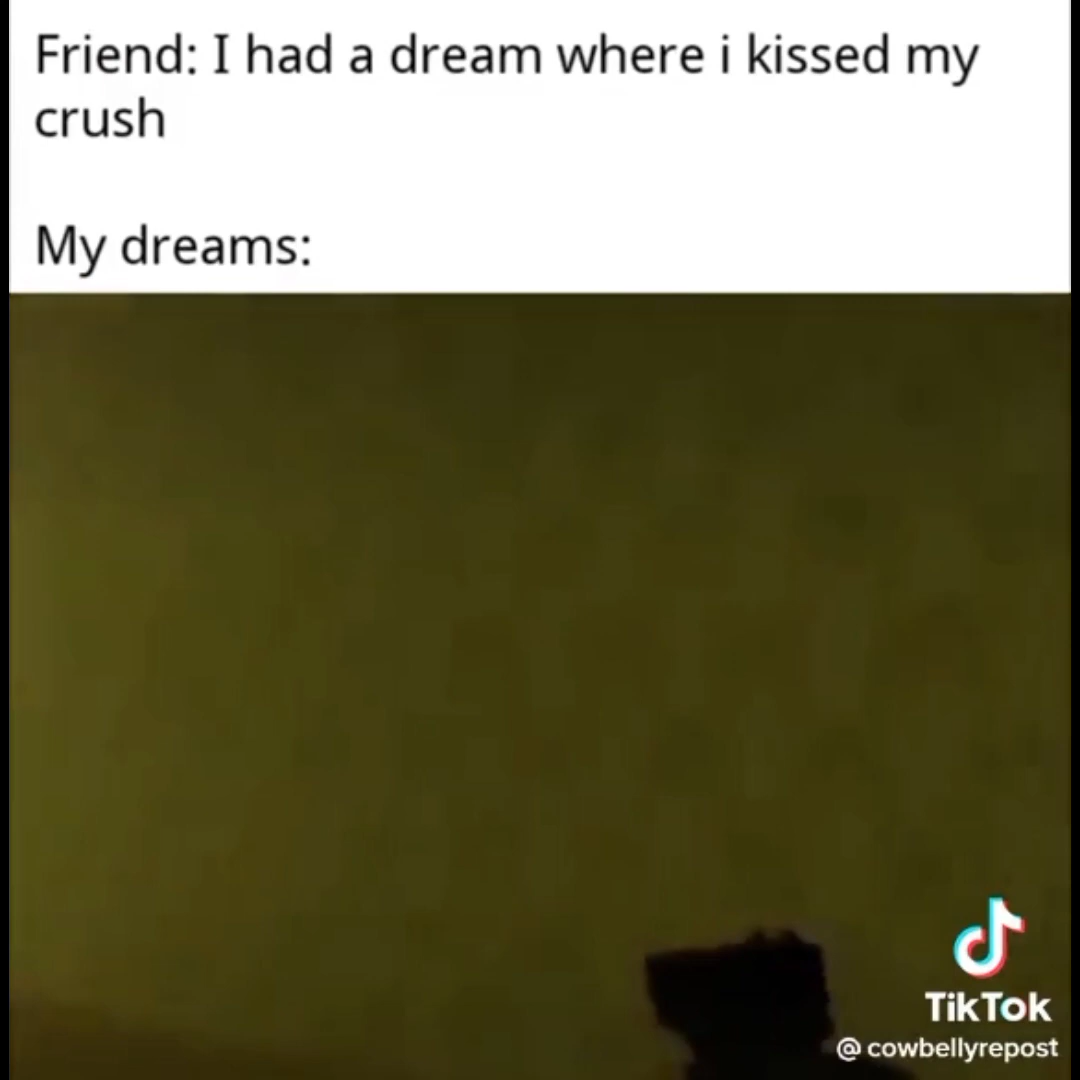 Friend: I had a dream where i kissed my
crush
My dreams:
TikTok
@ cowbellyrepost